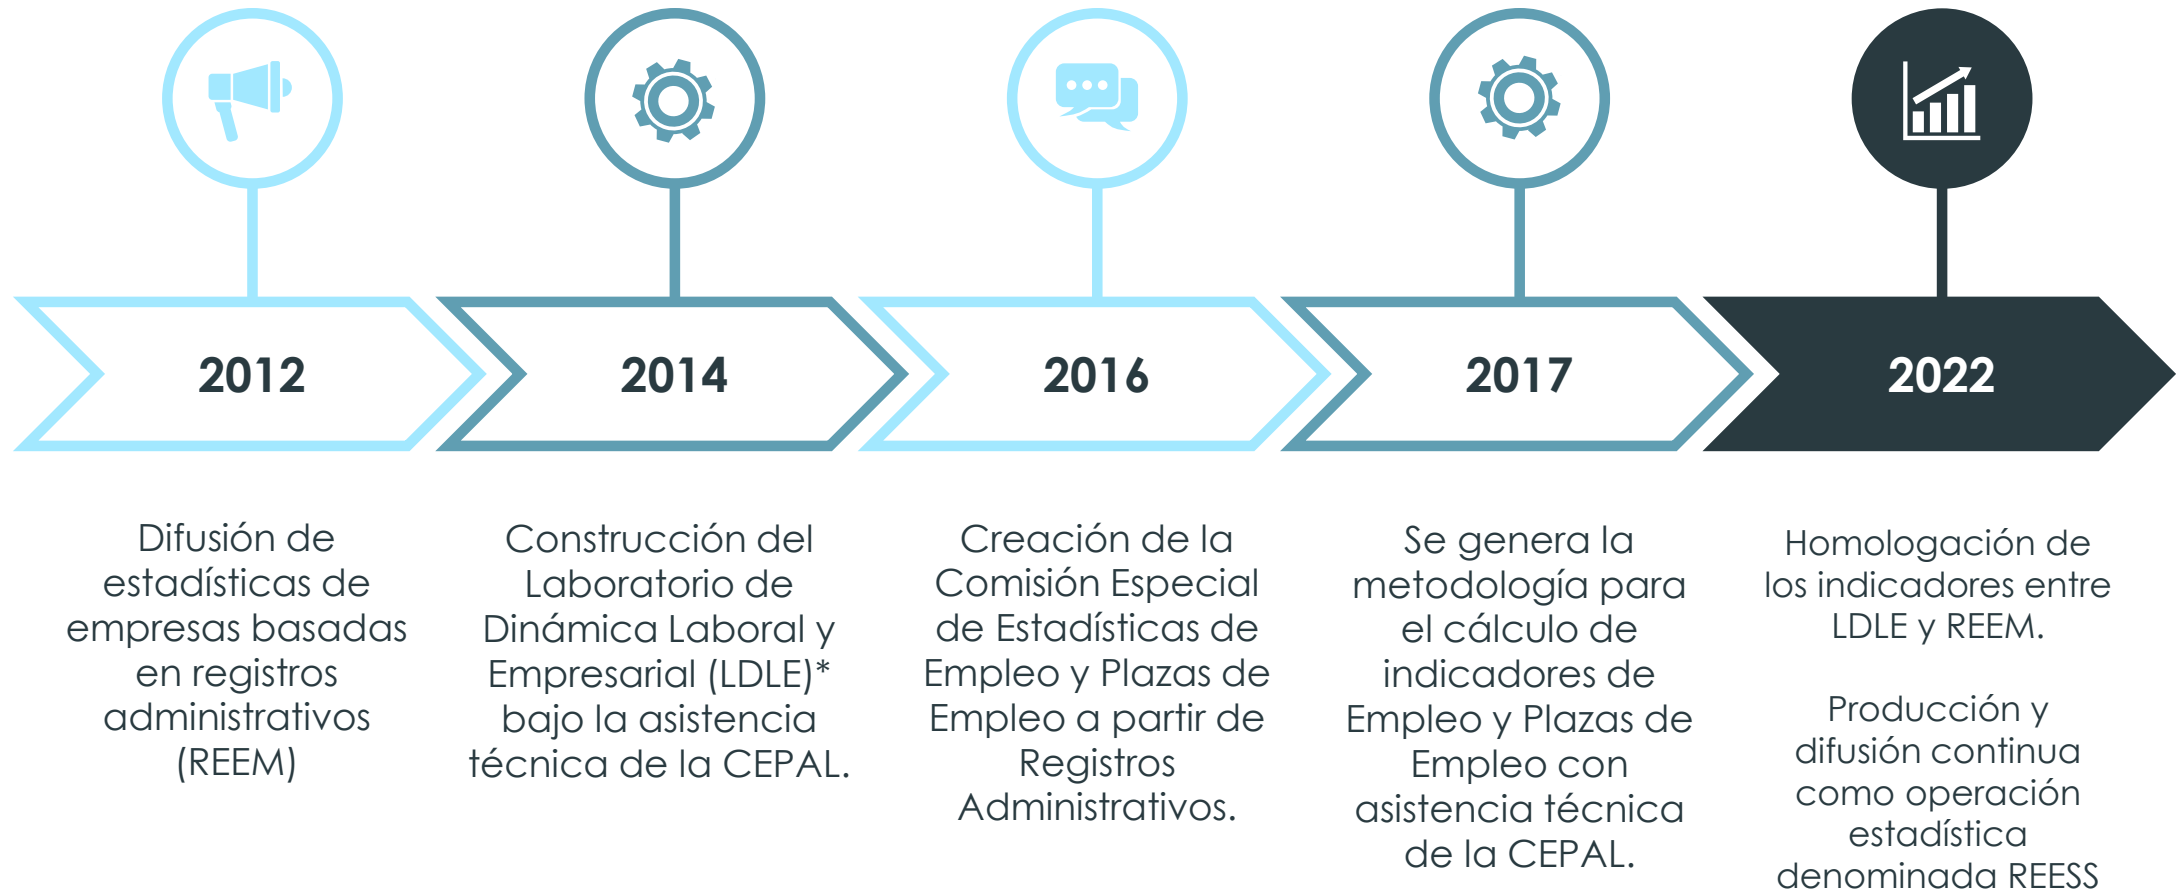 2012
2014
2016
2017
2022
Difusión de
estadísticas de
empresas basadas
en registros
administrativos
(REEM)
Construcción del
Laboratorio de
Dinámica Laboral y
Empresarial (LDLE)*
bajo la asistencia
técnica de la CEPAL.
Creación de la
Comisión Especial
de Estadísticas de
Empleo y Plazas de
Empleo a partir de
Registros
Administrativos.
Se genera la
metodología para
el cálculo de
indicadores de
Empleo y Plazas de
Empleo con
asistencia técnica
de la CEPAL.
Homologación de
los indicadores entre
LDLE y REEM.
Producción y
difusión continua
como operación
estadística
denominada REESS